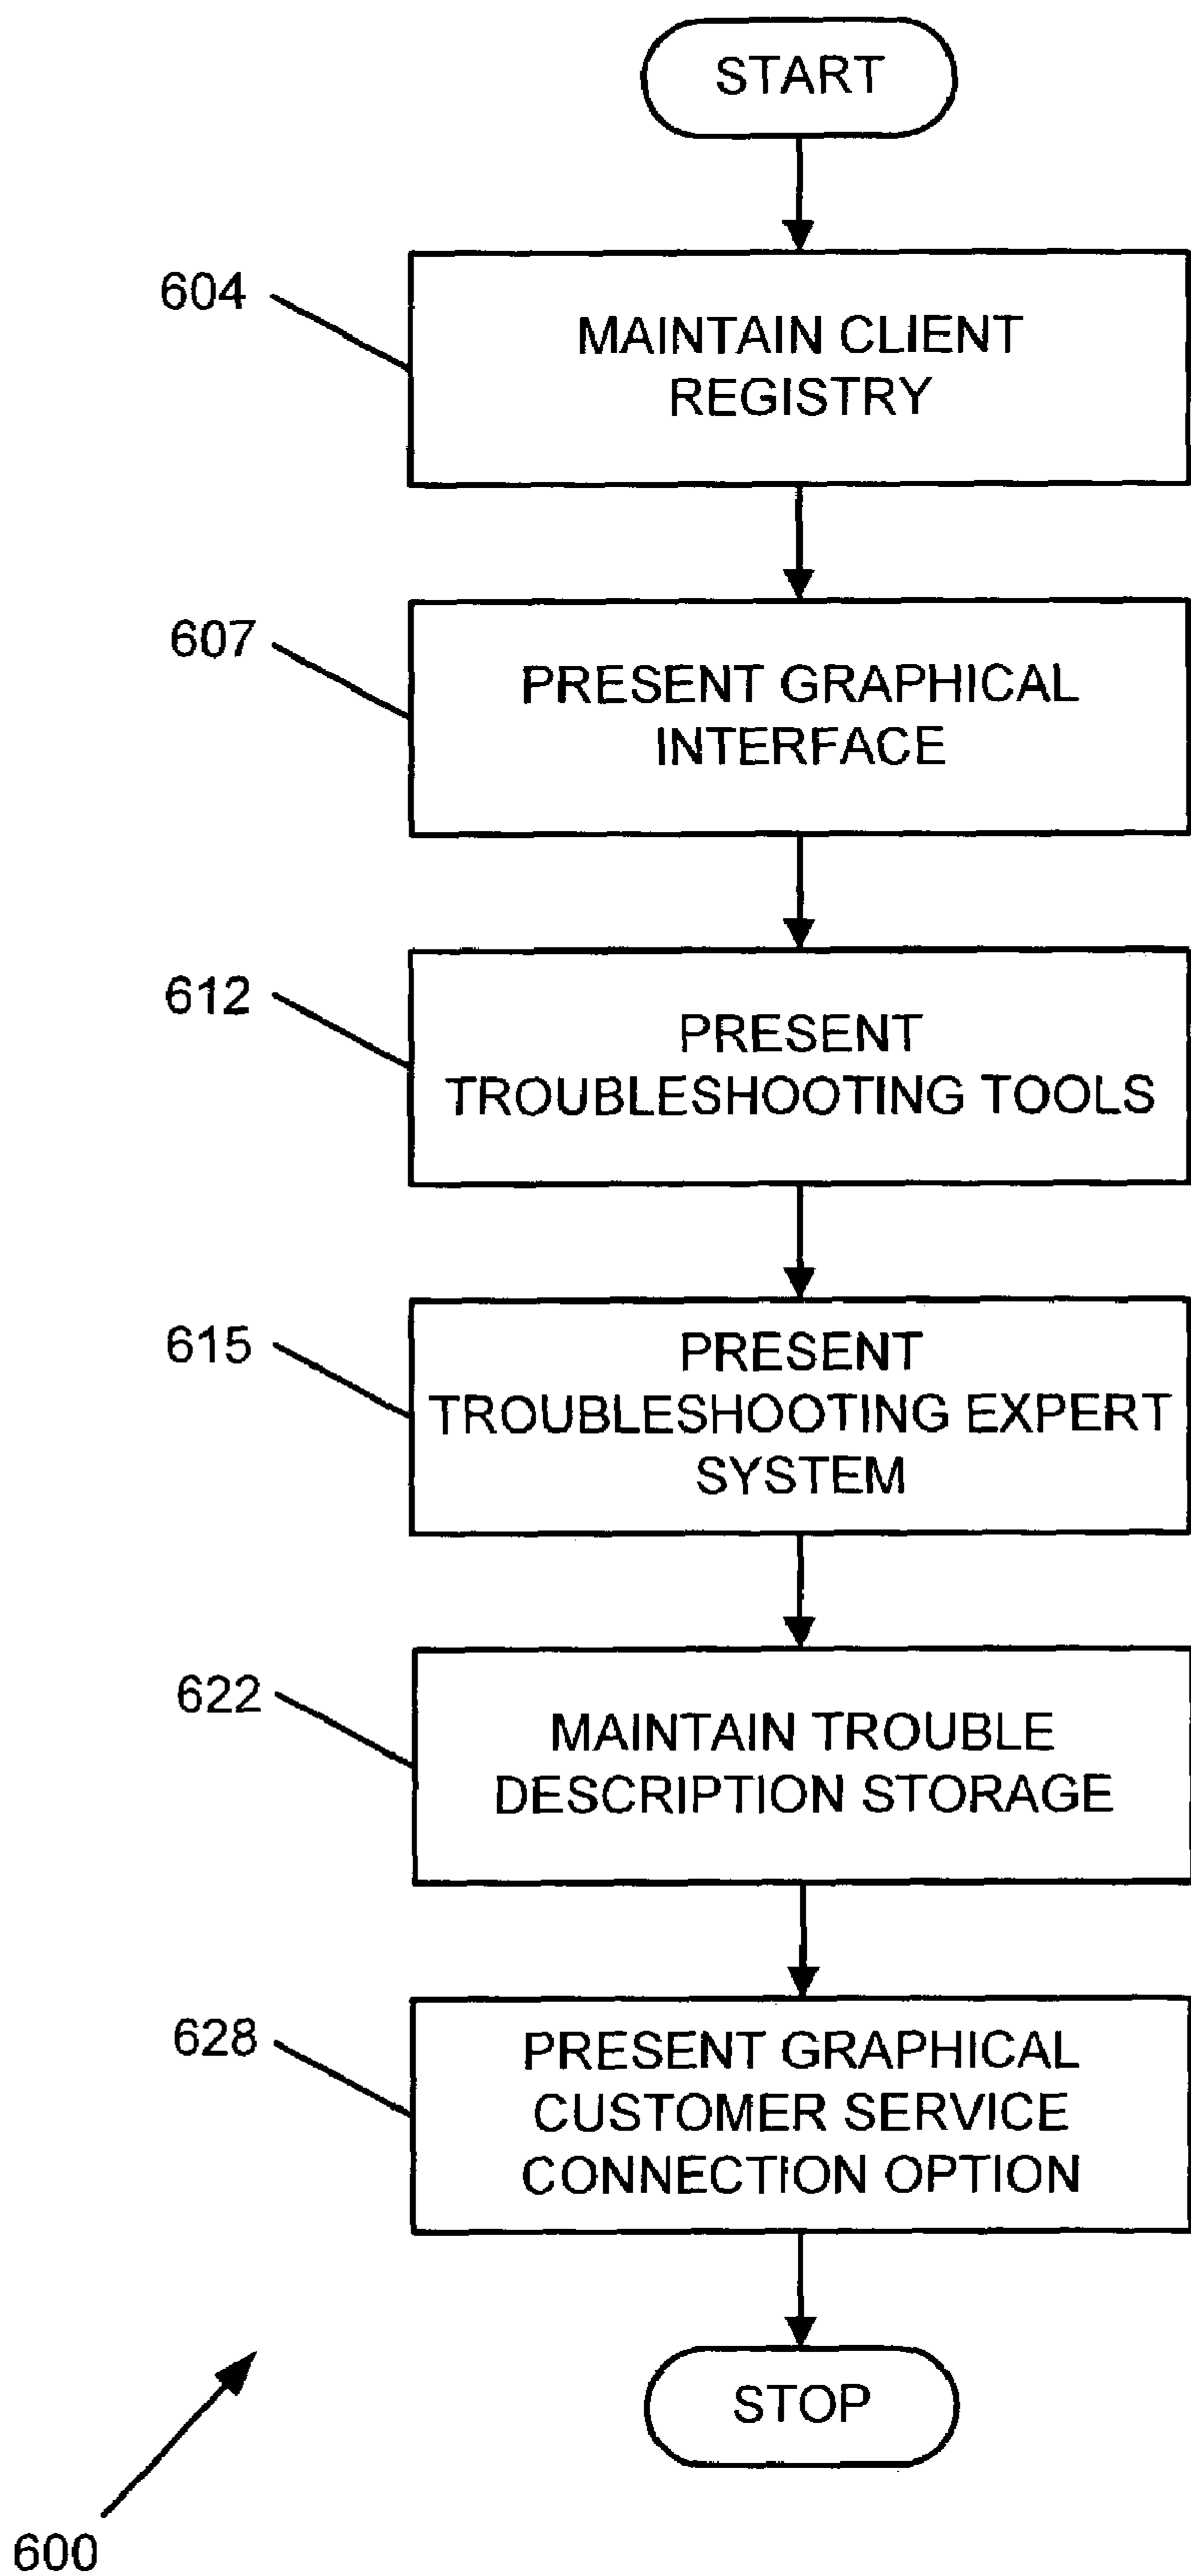 START
604
MAINTAIN CLIENT
REGISTRY
607
PRESENT GRAPHICAL
INTERFACE
612
PRESENT
TROUBLESHOOTING TOOLS
615
PRESENT
TROUBLESHOOTING EXPERT
SYSTEM
622
MAINTAIN TROUBLE
DESCRIPTION STORAGE
628
PRESENT GRAPHICAL
CUSTOMER SERVICE
CONNECTION OPTION
STOP
600